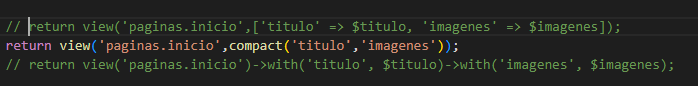 // return view('paginas.inicio',['titulo' => $titulo, 'imagenes' => $imagenes]);
return view('paginas.inicio',compact('titulo','imagenes'));
// return view('paginas.inicio')->with('titulo', $titulo)->with('imagenes', $imagenes);